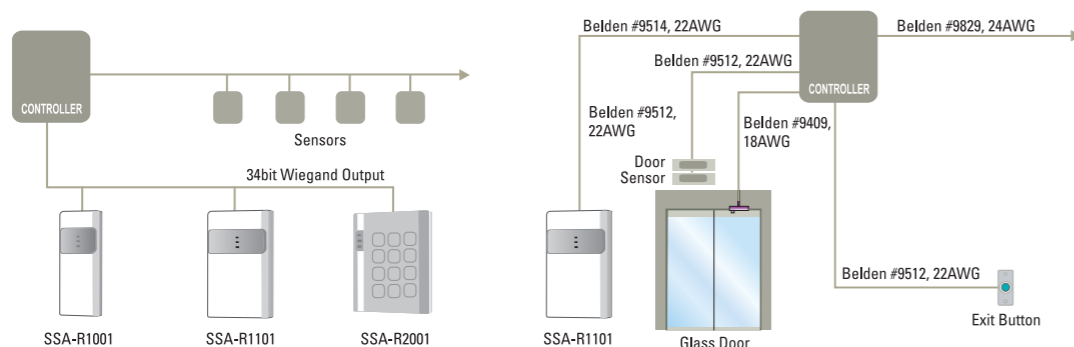 CONTROLLER
Sensors
34bit Wiegand Output
SSA-R1001
SSA-R1101
SSA-R2001
Belden #9514, 22AWG
Belden #9829, 24AWG
Belden #9512, 22AWG
CONTROLLER
Belden #9512,
22AWG
Belden #9409,
18AWG
Door
Sensor
Belden #9512, 22AWG
Exit Button
SSA-R1101
Glass Door